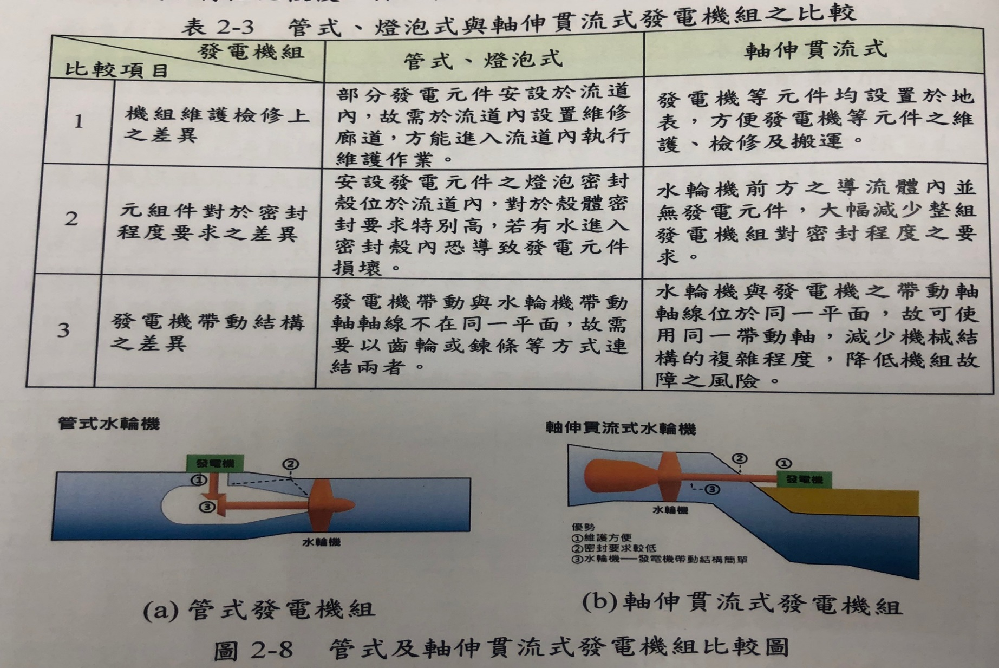 表 2-3 管式、燈泡式與軸伸貫流式發電機組之比較
發電機組
比較項目
管式、燈泡式
軸伸貫流式
1
機組維護檢修上
之差異
部分發電元件安設於流道
內，故需於流道內設置維修
廊道，方能進入流道內執行
維護作業。
發電機等元件均設置於地
表，方便發電機等元件之維
護、檢修及搬運。
2
元組件對於密封
程度要求之差異
安設發電元件之燈泡密封
殼位於流道內，對於殼體密
封要求特別高，若有水進入
密封殼內恐導致發電元件
損壞。
水輪機前方之導流體內並
無發電元件，大幅減少整組
發電機組對密封程度之要
求。
3
發電機帶動結構
之差異
發電機帶動與水輪機帶動
軸軸線不在同一平面，故需
要以齒輪或鍊條等方式連
結兩者。
水輪機與發電機之帶動軸
軸線位於同一平面，故可使
用同一帶動軸，減少機械結
構的複雜程度，降低機組故
障之風險。
管式水輪機
發電機
①
②
③
水輪機
軸伸貫流式水輪機
②
①
發電機
③
水輪機
優勢
①維護方便
②密封要求較低
③水輪機──發電機帶動結構簡單
(a) 管式發電機組
(b) 軸伸貫流式發電機組
圖 2-8 管式及軸伸貫流式發電機組比較圖